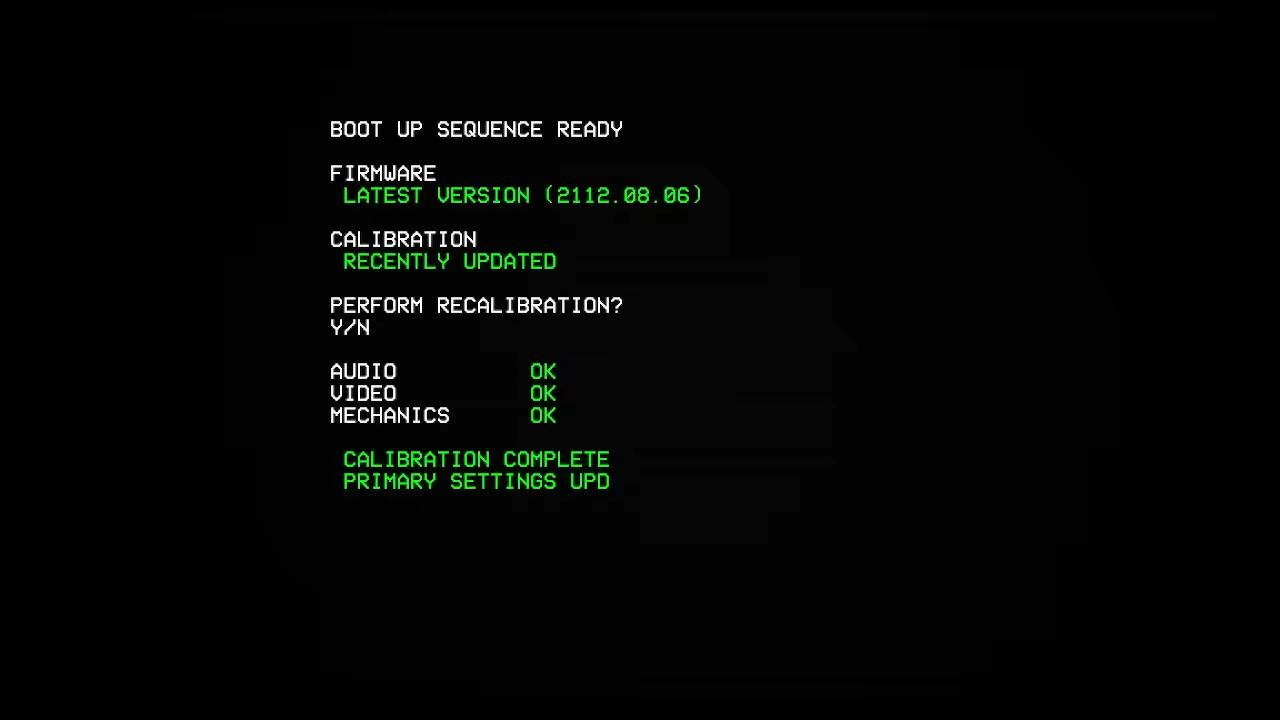 BOOT UP SEQUENCE READY
FIRMWARE
LATEST VERSION (2112.08.06)
CALIBRATION
RECENTLY UPDATED
PERFORM RECALIBRATION?
Y/N
AUDIO OK
VIDEO OK
MECHANICS OK
CALIBRATION COMPLETE
PRIMARY SETTINGS UPD